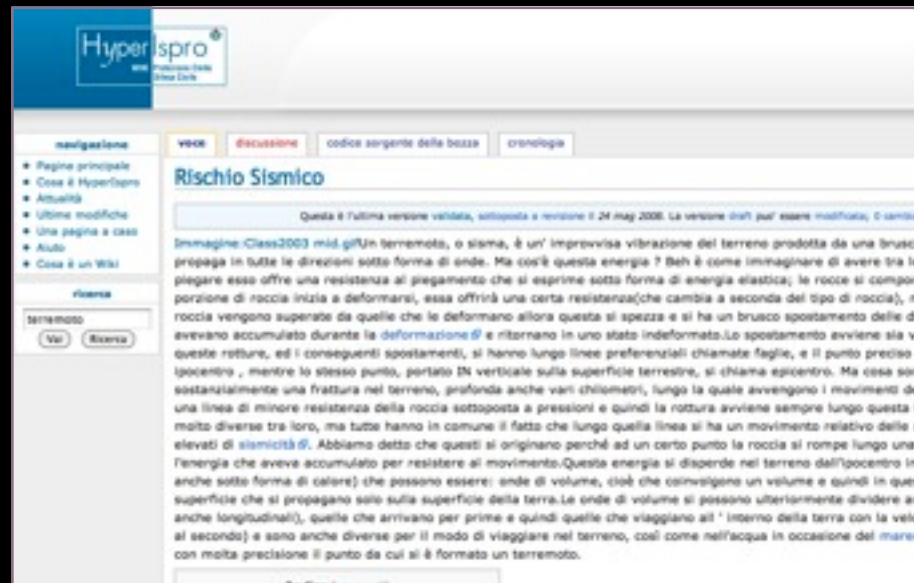 HyperIspro
Protezione Civile
Difesa Civile
navigazione
Pagina principale
Cosa è HyperIspro
Attualità
Ultime modifiche
Una pagina a caso
Aiuto
Cosa è un Wiki
ricerca
terremoto
Vai Ricerca
voce discussione codice sorgente della bozza cronologia
Rischio Sismico
Questa è l'ultima versione validata, sottoposta a revisione il 24 mag 2008. La versione draft puo' essere modificata; 0
Immagine:Class2003 mid.gifUn terremoto, o sisma, è un' improvvisa vibrazione del terreno prodotta da una
propaga in tutte le direzioni sotto forma di onde. Ma cos'è questa energia ? Beh è come immaginare di avere tra
piegare esso offre una resistenza al piegamento che si esprime sotto forma di energia elastica; le rocce si
porzione di roccia inizia a deformarsi, essa offrirà una certa resistenza(che cambia a seconda del tipo di roccia),
roccia vengono superate da quelle che le deformano allora questa si spezza e si ha un brusco spostamento delle
avevano accumulato durante la deformazione e ritornano in uno stato indeformato.Lo spostamento avviene sia
queste rotture, ed i conseguenti spostamenti, si hanno lungo linee preferenziali chiamate faglie, e il punto preciso
ipocentro , mentre lo stesso punto, portato IN verticale sulla superficie terrestre, si chiama epicentro. Ma cosa
sostanzialmente una frattura nel terreno, profonda anche vari chilometri, lungo la quale avvengono i movimenti
una linea di minore resistenza della roccia sottoposta a pressioni e quindi la rottura avviene sempre lungo questa
molto diverse tra loro, ma tutte hanno in comune il fatto che lungo quella linea si ha un movimento relativo delle
elevati di sismicità. Abbiamo detto che questi si originano perché ad un certo punto la roccia si rompe lungo una
l'energia che aveva accumulato per resistere al movimento.Questa energia si disperde nel terreno dall'ipocentro
anche sotto forma di calore) che possono essere: onde di volume, cioè che coinvolgono un volume e quindi in
superficie che si propagano solo sulla superficie della terra.Le onde di volume si possono ulteriormente dividere
anche longitudinali), quelle che arrivano per prime e quindi quelle che viaggiano all ' interno della terra con la
al secondo) e sono anche diverse per il modo di viaggiare nel terreno, così come nell'acqua in occasione del
con molta precisione il punto da cui si è formato un terremoto.